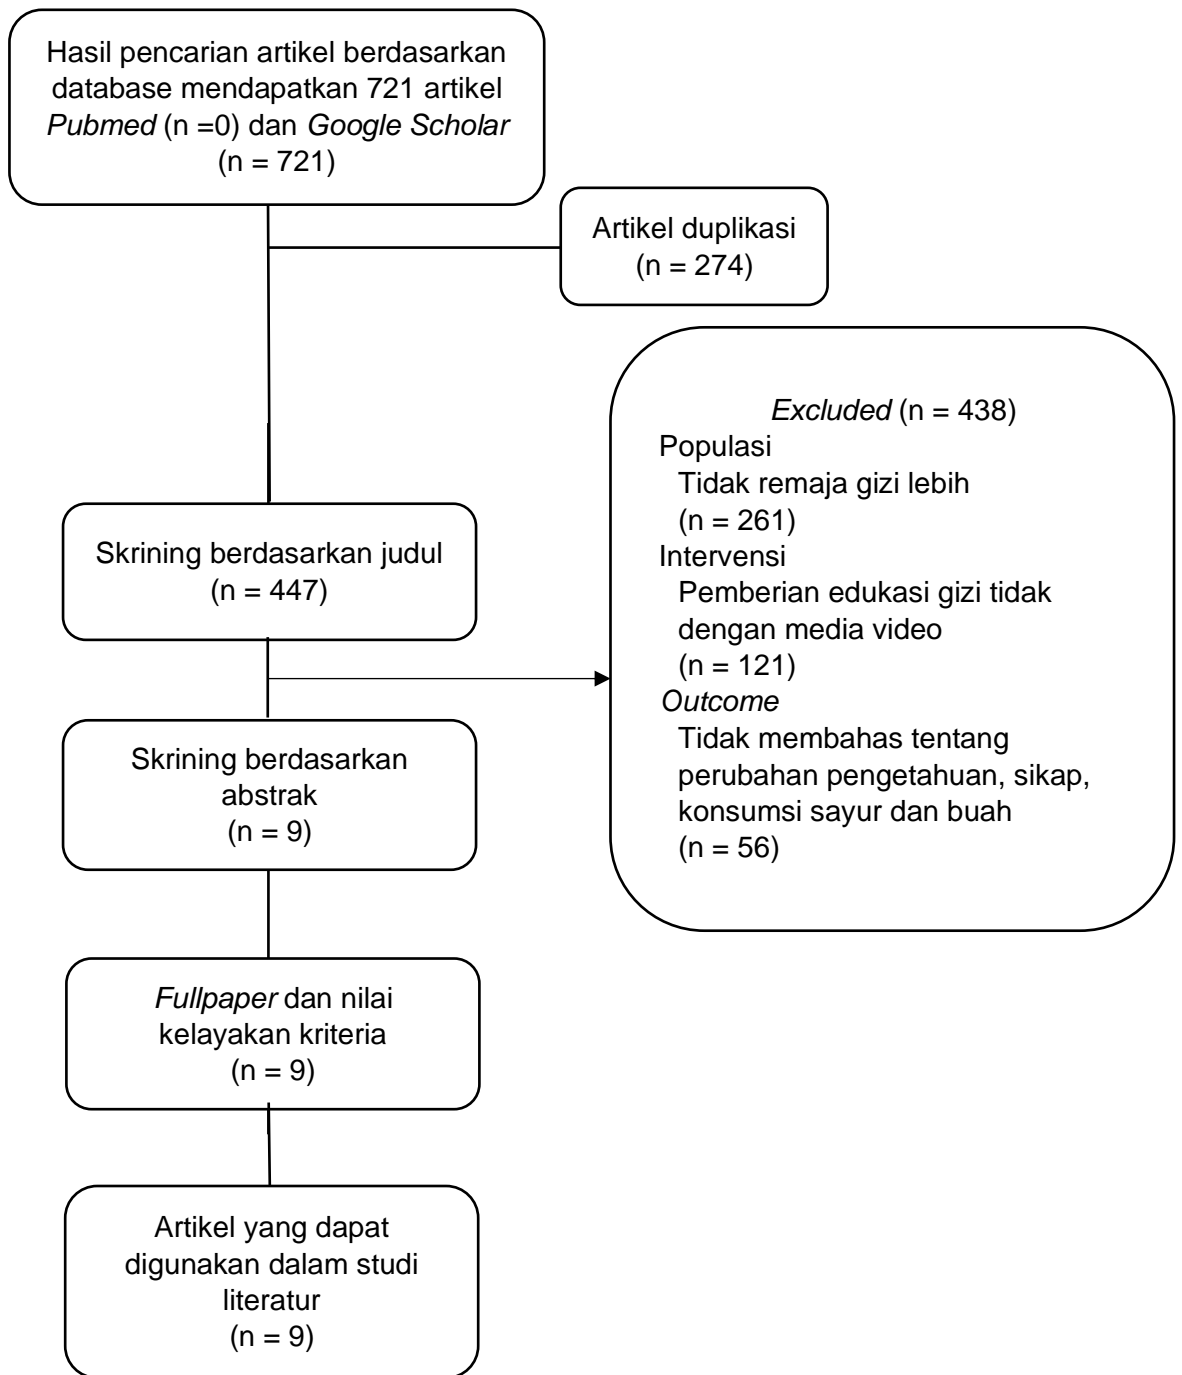 Hasil pencarian artikel berdasarkan
database mendapatkan 721 artikel
Pubmed (n =0) dan Google Scholar
(n = 721)
Artikel duplikasi
(n = 274)
Excluded (n = 438)
Populasi
Tidak remaja gizi lebih
(n = 261)
Intervensi
Pemberian edukasi gizi tidak
dengan media video
(n = 121)
Outcome
Tidak membahas tentang
perubahan pengetahuan, sikap,
konsumsi sayur dan buah
(n = 56)
Skrining berdasarkan judul
(n = 447)
Skrining berdasarkan
abstrak
(n = 9)
Fullpaper dan nilai
kelayakan kriteria
(n = 9)
Artikel yang dapat
digunakan dalam studi
literatur
(n = 9)